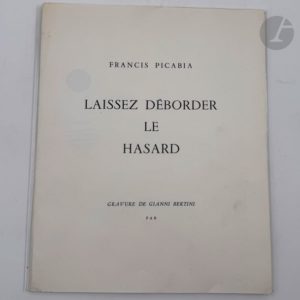 FRANCIS PICABIA
LAISSEZ DÉBORDER
LE
HASARD
GRAVURE DE GIANNI BERTINI
PAB